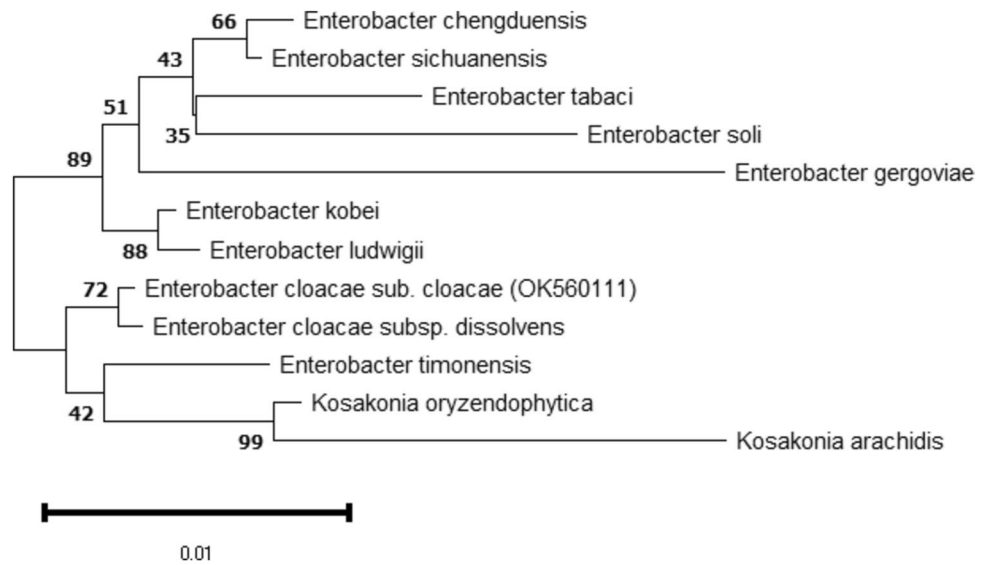 66
Enterobacter chengduensis
43
Enterobacter sichuanensis
51
Enterobacter tabaci
35
Enterobacter soli
89
Enterobacter gergoviae
Enterobacter kobei
88
Enterobacter ludwigii
72
Enterobacter cloacae sub. cloacae (OK560111)
Enterobacter cloacae subsp. dissolvens
Enterobacter timonensis
42
Kosakonia oryzendophytica
99
Kosakonia arachidis
0.01